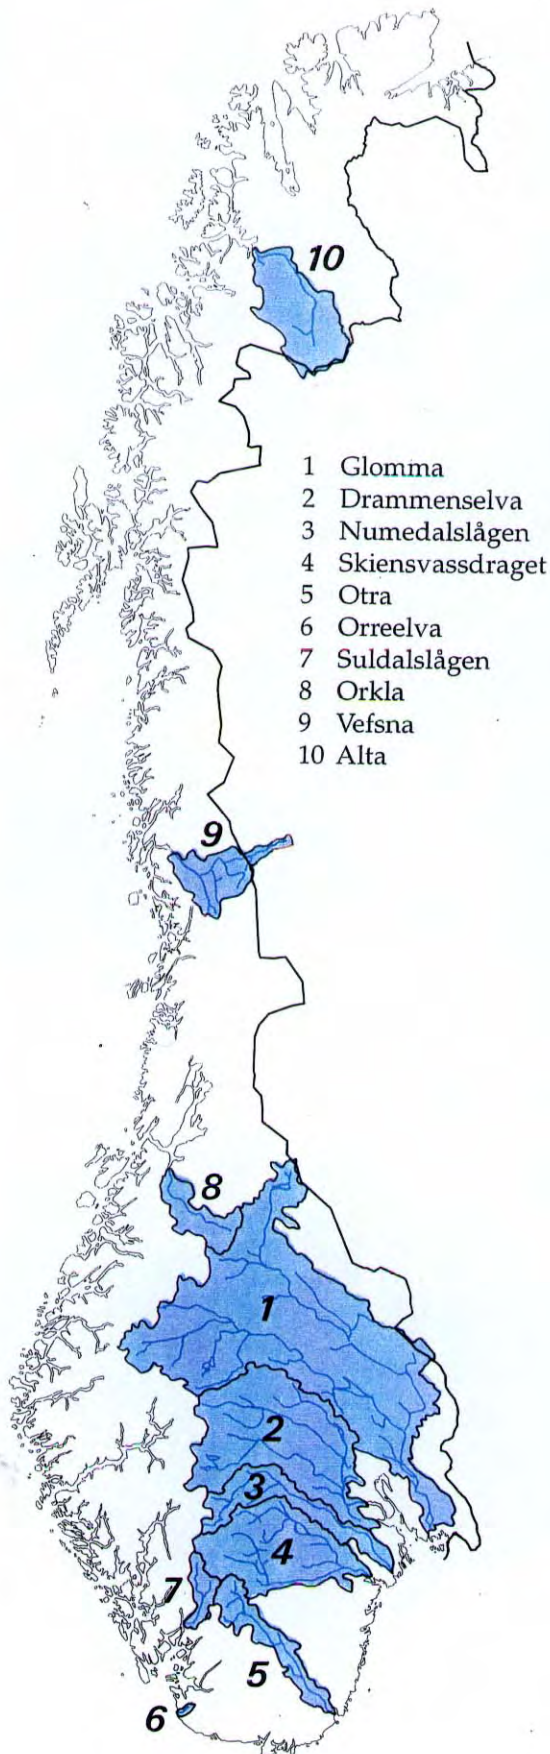 10
1 Glomma
2 Drammenselva
3 Numedalslågen
4 Skiensvassdraget
5 Otra
6 Orreelva
7 Suldalslågen
8 Orkla
9 Vefsna
10 Alta
9
8
1
2
3
4
7
5
6